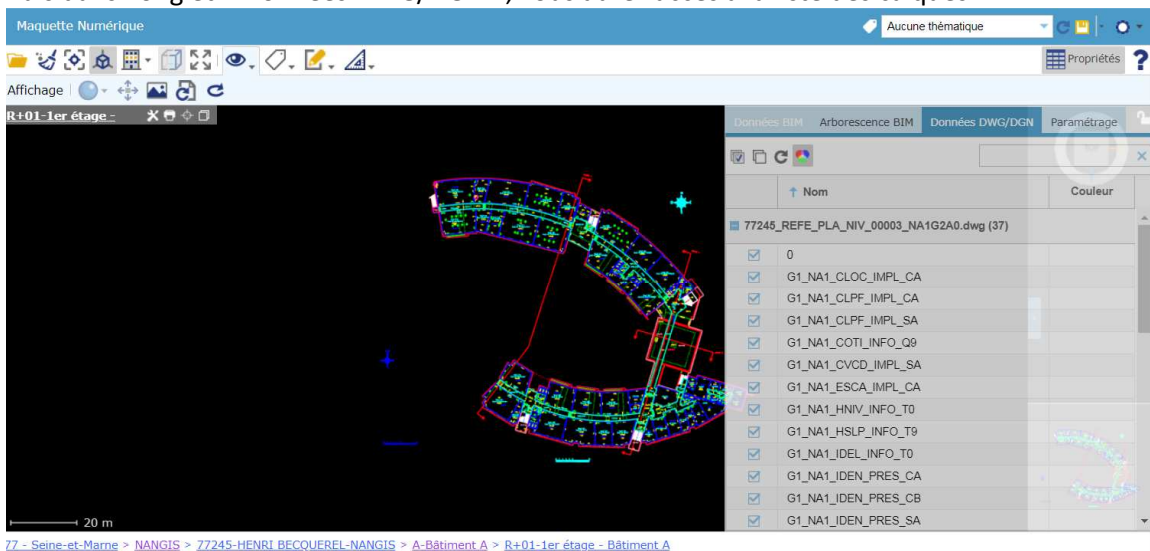 Maquette Numérique
Aucune thématique
Propriétés
?
Affichage
R+01-1er étage -
Données BIM Arborescence BIM Données DWG/DGN Paramétrage
Nom Couleur
77245_REFE_PLA_NIV_00003_NA1G2A0.dwg (37)
0
G1_NA1_CLOC_IMPL_CA
G1_NA1_CLPF_IMPL_CA
G1_NA1_CLPF_IMPL_SA
G1_NA1_COTI_INFO_Q9
G1_NA1_CVCD_IMPL_SA
G1_NA1_ESCA_IMPL_CA
G1_NA1_HNIV_INFO_T0
G1_NA1_HSLP_INFO_T9
G1_NA1_IDEL_INFO_T0
G1_NA1_IDEN_PRES_CA
G1_NA1_IDEN_PRES_CB
G1_NA1_IDEN_PRES_SA
20 m
77 - Seine-et-Marne > NANGIS > 77245-HENRI BECQUEREL-NANGIS > A-Bâtiment A > R+01-1er étage - Bâtiment A